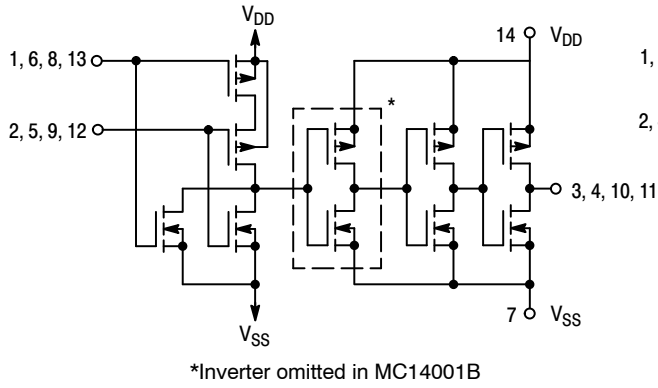 V_DD
14 V_DD
1, 6, 8, 13
1,
*
2, 5, 9, 12
2,
3, 4, 10, 11
7 V_SS
V_SS
*Inverter omitted in MC14001B